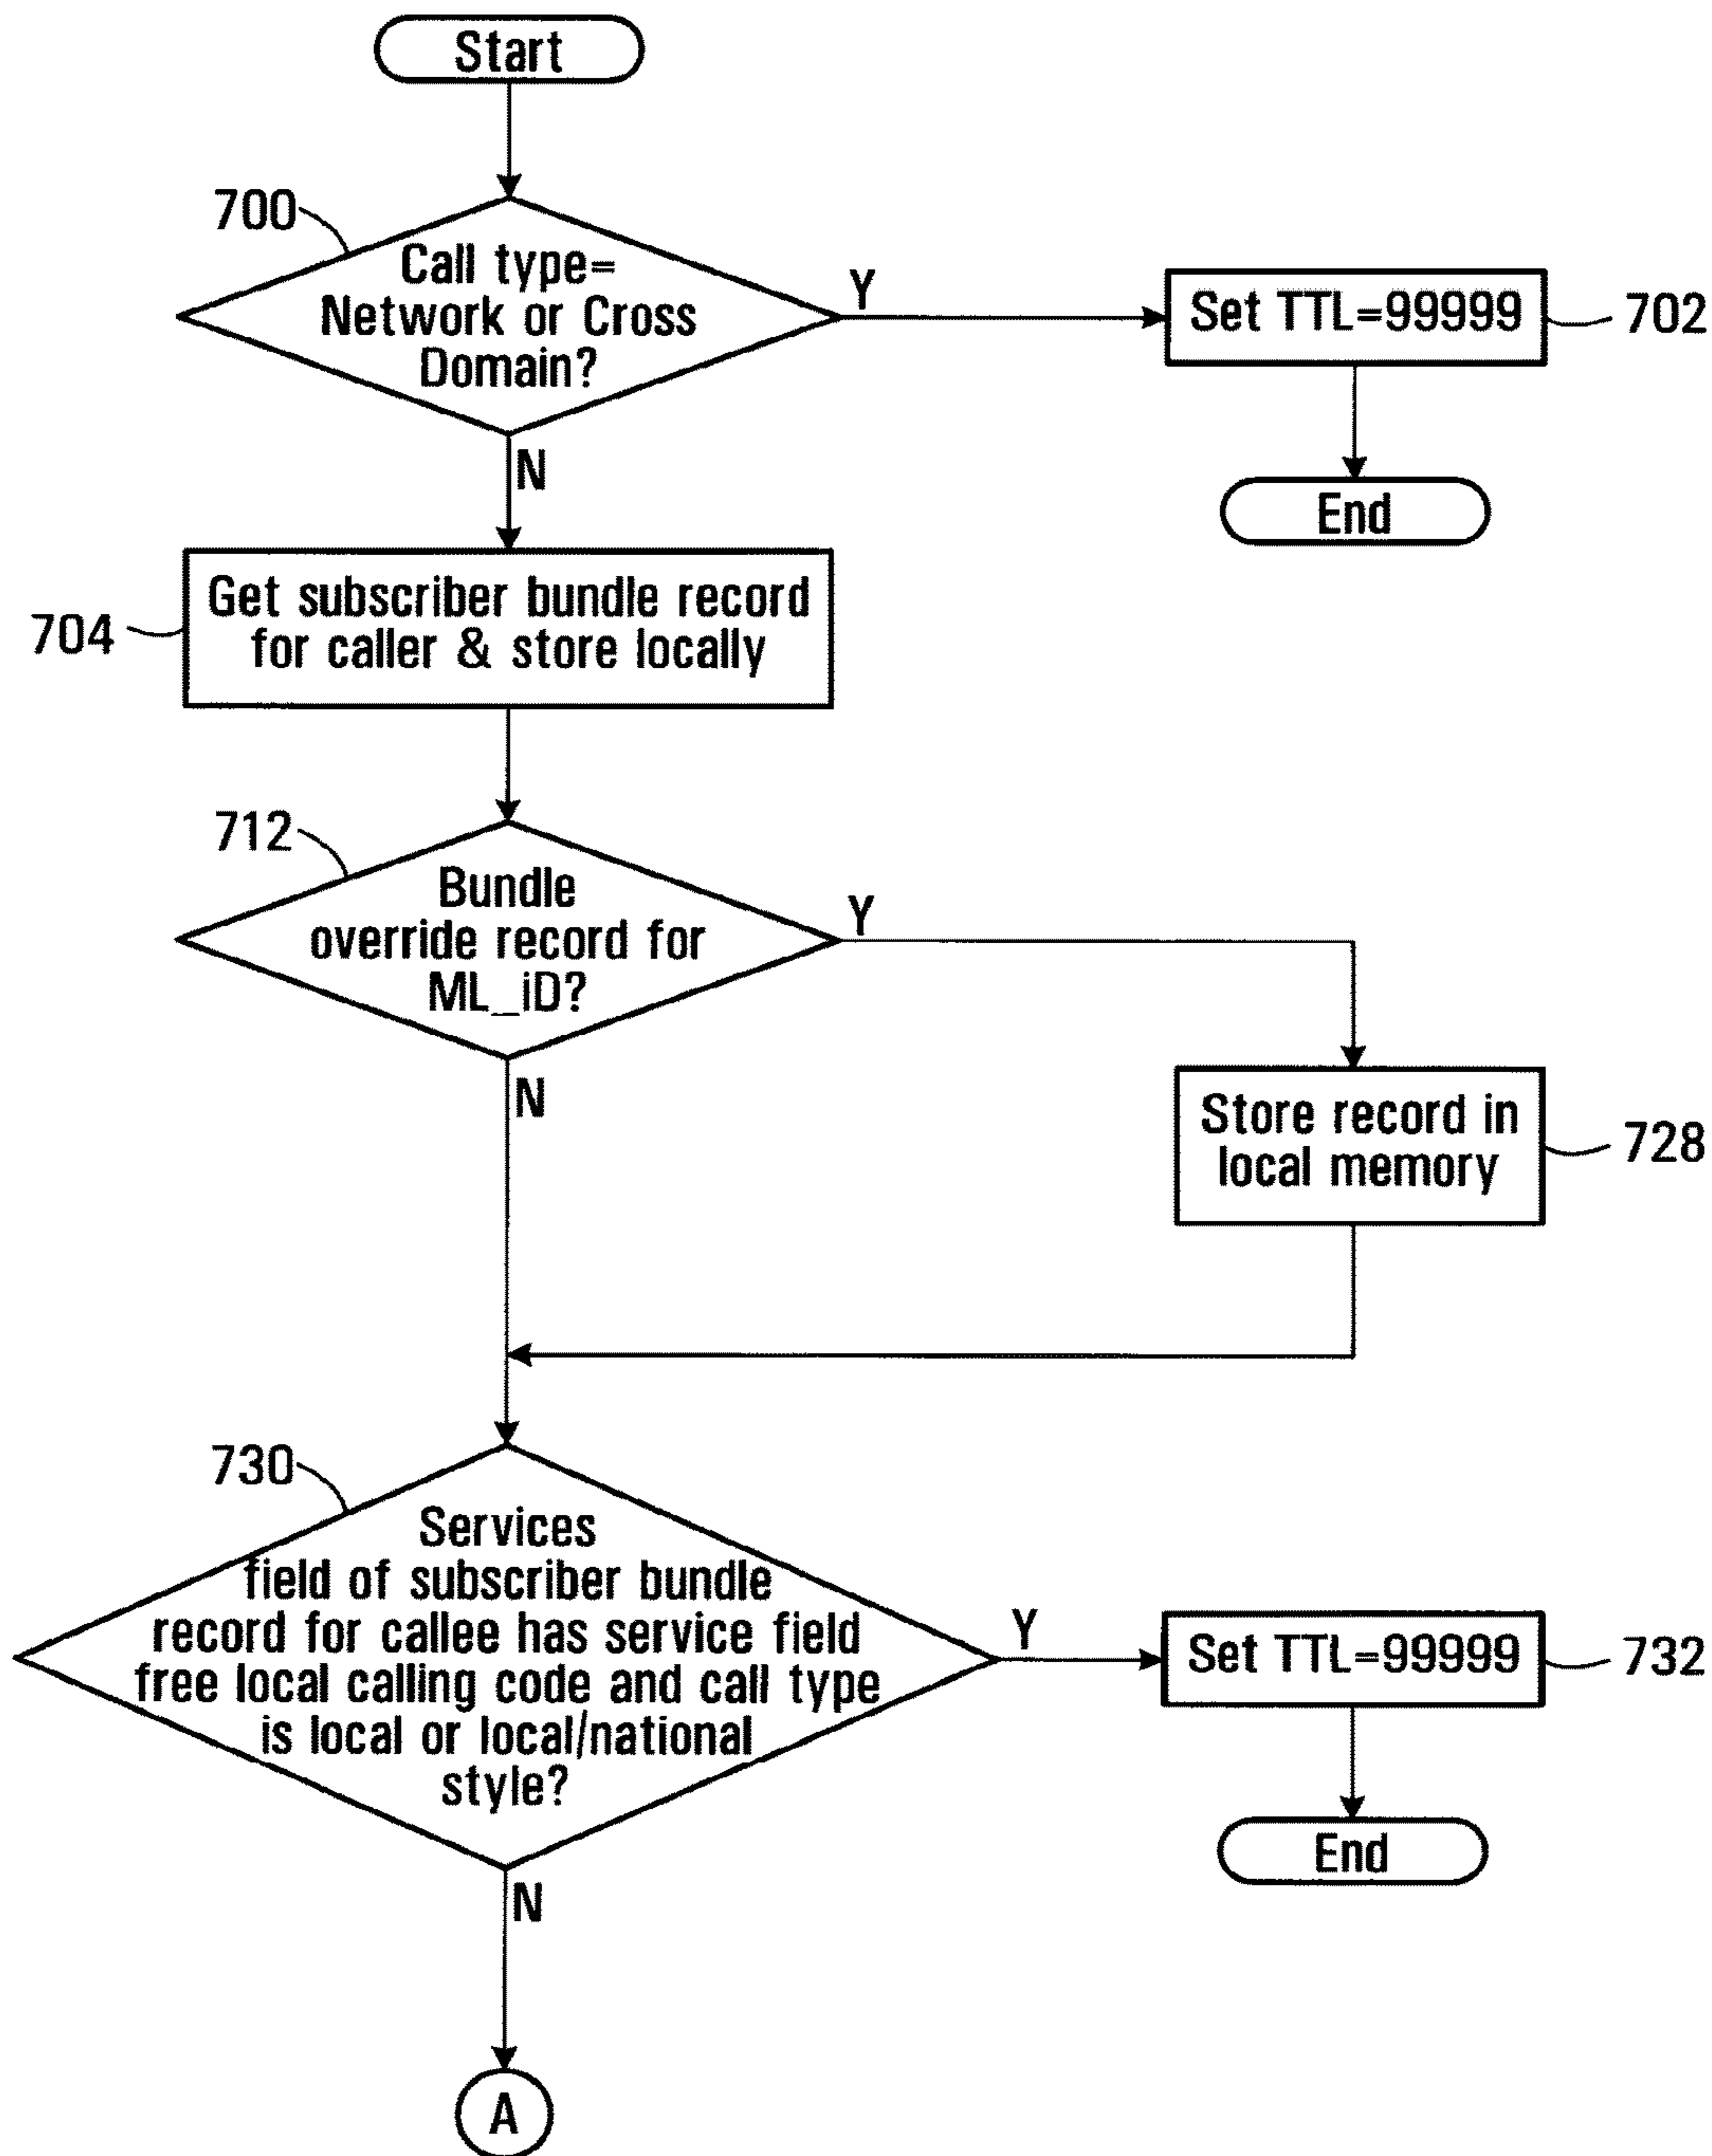 Start
700
Call type=
Network or Cross
Domain?
Y
Set TTL=99999
702
End
N
704
Get subscriber bundle record
for caller & store locally
712
Bundle
override record for
ML_iD?
Y
N
Store record in
local memory
728
730
Services
field of subscriber bundle
record for callee has service field
free local calling code and call type
is local or local/national
style?
Y
Set TTL=99999
732
End
N
A